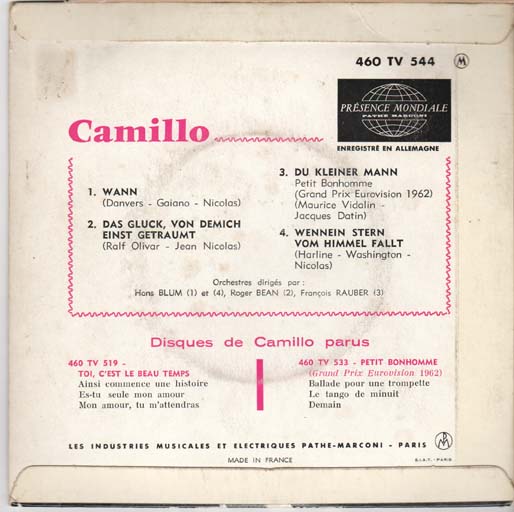 460 TV 544 M
PRÉSENCE MONDIALE
PATHE MARCONI
ENREGISTRÉ EN ALLEMAGNE
Camillo
1. WANN
(Danvers - Gaiano - Nicolas)
2. DAS GLUCK, VON DEMICH
EINST GETRAUMT
(Ralf Olivar - Jean Nicolas)
3. DU KLEINER MANN
Petit Bonhomme
(Grand Prix Eurovision 1962)
(Maurice Vidalin -
Jacques Datin)
4. WENNEIN STERN
VOM HIMMEL FALLT
(Harline - Washington -
Nicolas)
Orchestres dirigés par :
Hans BLUM (1) et (4), Roger BEAN (2), François RAUBER (3)
Disques de Camillo parus
460 TV 519 -
TOI, C'EST LE BEAU TEMPS
Ainsi commence une histoire
Es-tu seule mon amour
Mon amour, tu m'attendras
460 TV 533 - PETIT BONHOMME
(Grand Prix Eurovision 1962)
Ballade pour une trompette
Le tango de minuit
Demain
LES INDUSTRIES MUSICALES ET ELECTRIQUES PATHE-MARCONI - PARIS
MADE IN FRANCE
S.I.A.T. - PARIS